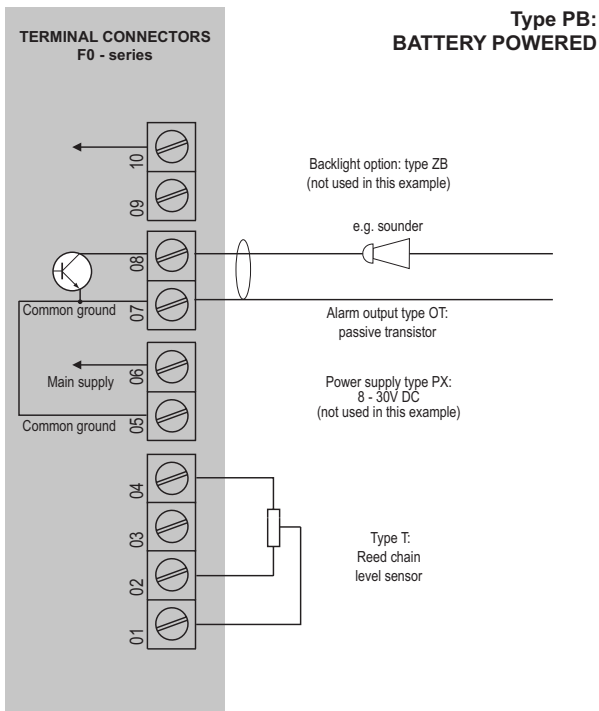 Type PB:
BATTERY POWERED
TERMINAL CONNECTORS
F0 - series
10
09
Backlight option: type ZB
(not used in this example)
e.g. sounder
08
07
Common ground
Alarm output type OT:
passive transistor
06
Main supply
05
Common ground
Power supply type PX:
8 - 30V DC
(not used in this example)
04
03
02
01
Type T:
Reed chain
level sensor